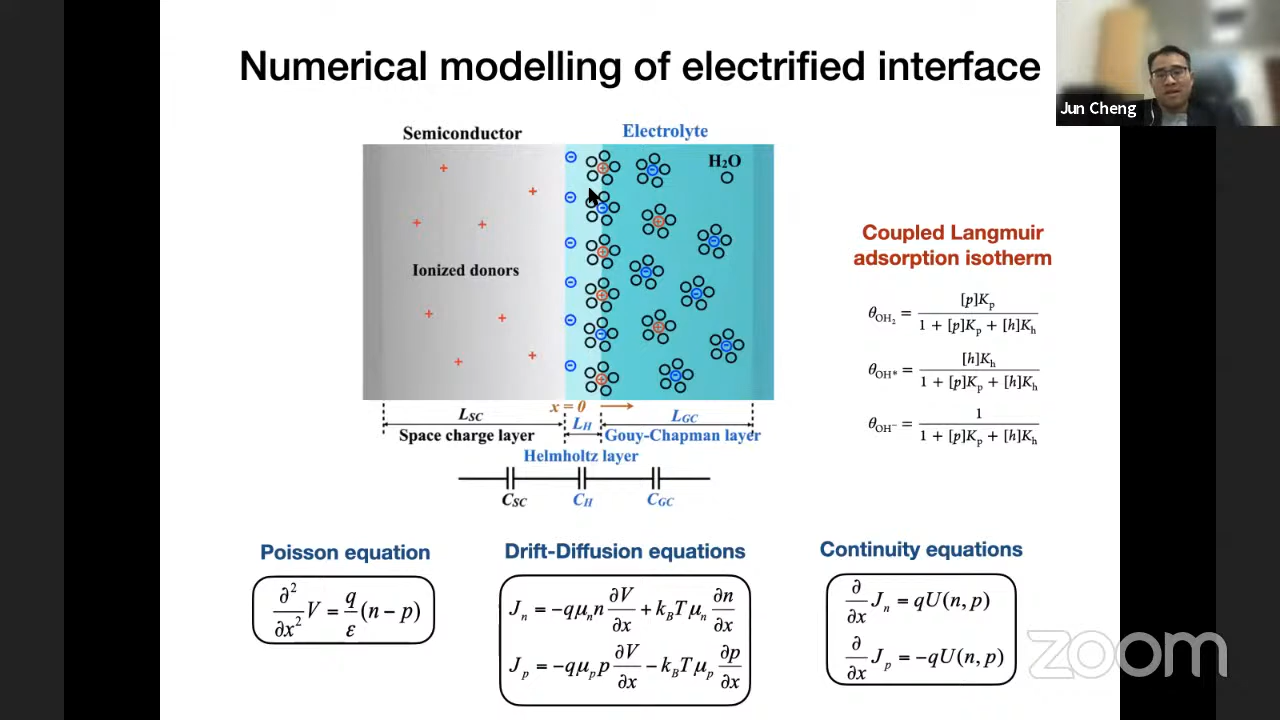 Numerical modelling of electrified interface
Jun Cheng
Semiconductor
Electrolyte
H₂O
Ionized donors
x = 0
L_SC
L_H
L_GC
Space charge layer
Gouy-Chapman layer
Helmholtz layer
C_SC
C_H
C_GC
Coupled Langmuir
adsorption isotherm
θ_OH₂ = [p]K_p / (1 + [p]K_p + [h]K_h)
θ_OH* = [h]K_h / (1 + [p]K_p + [h]K_h)
θ_OH⁻ = 1 / (1 + [p]K_p + [h]K_h)
Poisson equation
∂²/∂x² V = q/ε (n − p)
Drift-Diffusion equations
J_n = −qμ_n n ∂V/∂x + k_B T μ_n ∂n/∂x
J_p = −qμ_p p ∂V/∂x − k_B T μ_p ∂p/∂x
Continuity equations
∂/∂x J_n = qU(n, p)
∂/∂x J_p = −qU(n, p)
zoom